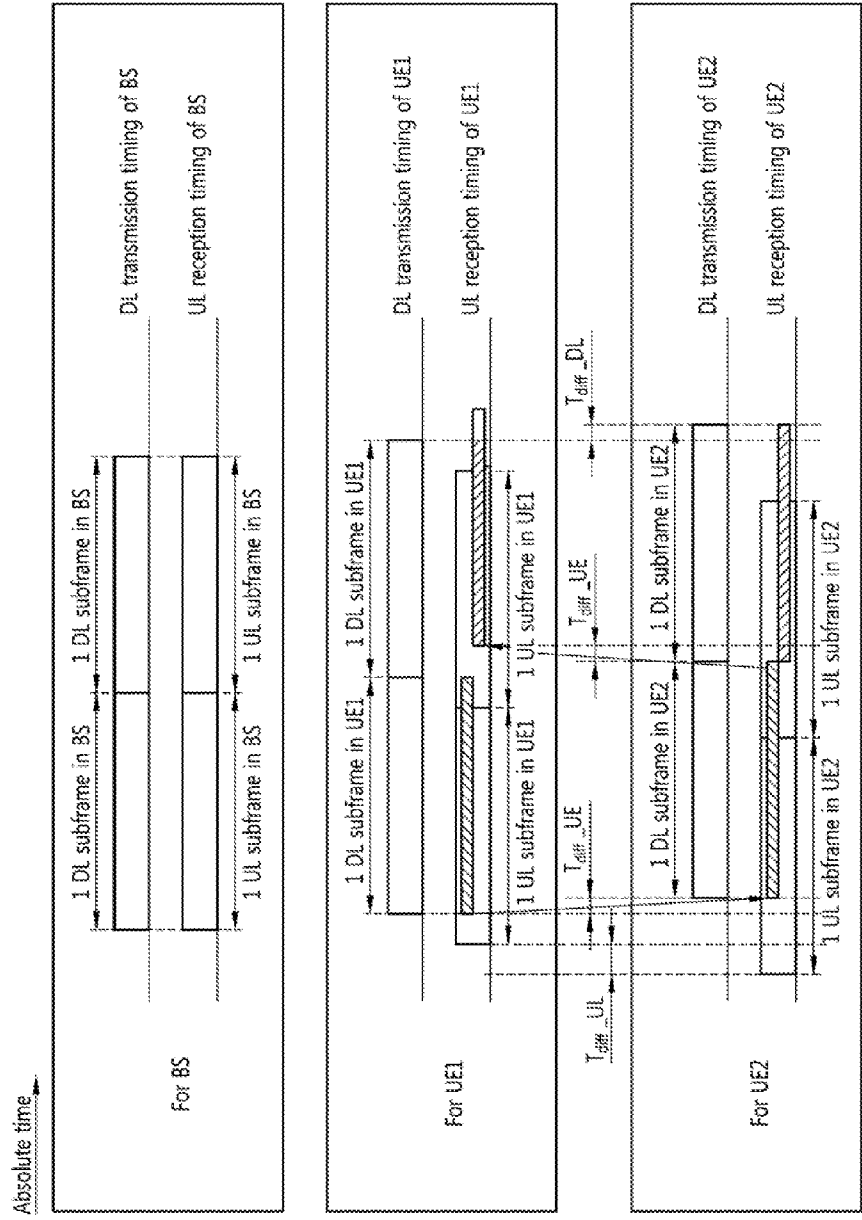 Absolute time
For BS
1 DL subframe in BS
1 DL subframe in BS
DL transmission timing of BS
1 UL subframe in BS
1 UL subframe in BS
UL reception timing of BS
For UE1
1 DL subframe in UE1
1 DL subframe in UE1
DL transmission timing of UE1
1 UL subframe in UE1
1 UL subframe in UE1
UL reception timing of UE1
Tdiff_UL
Tdiff_UE
Tdiff_UE
Tdiff_DL
For UE2
1 DL subframe in UE2
1 DL subframe in UE2
DL transmission timing of UE2
1 UL subframe in UE2
1 UL subframe in UE2
UL reception timing of UE2